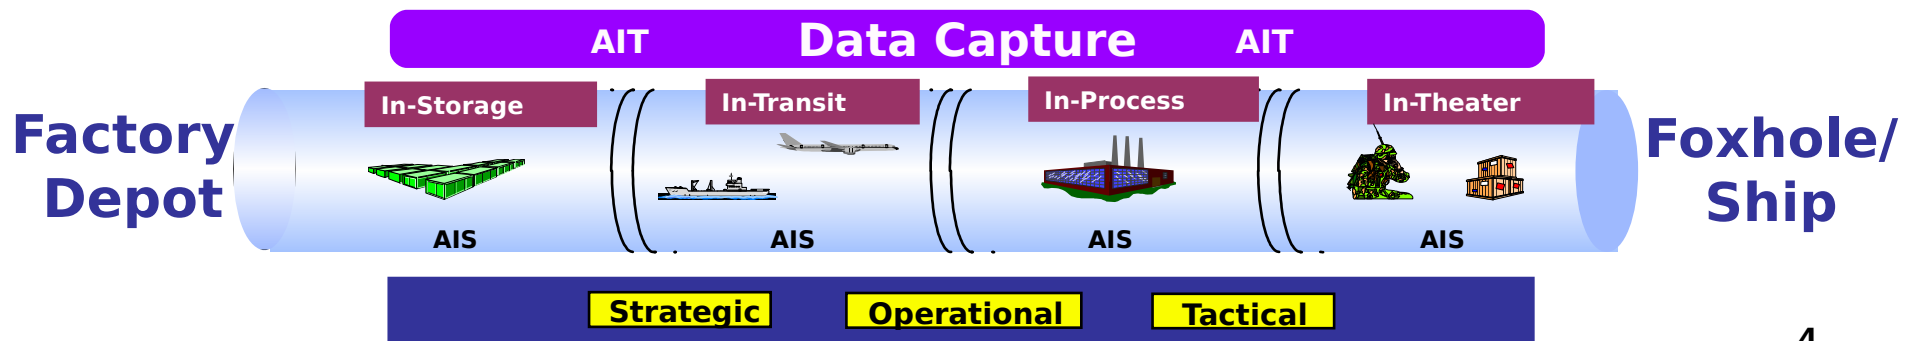 AIT Data Capture AIT
In-Storage In-Transit In-Process In-Theater
Factory
Depot
Foxhole/
Ship
AIS AIS AIS AIS
Strategic Operational Tactical
4